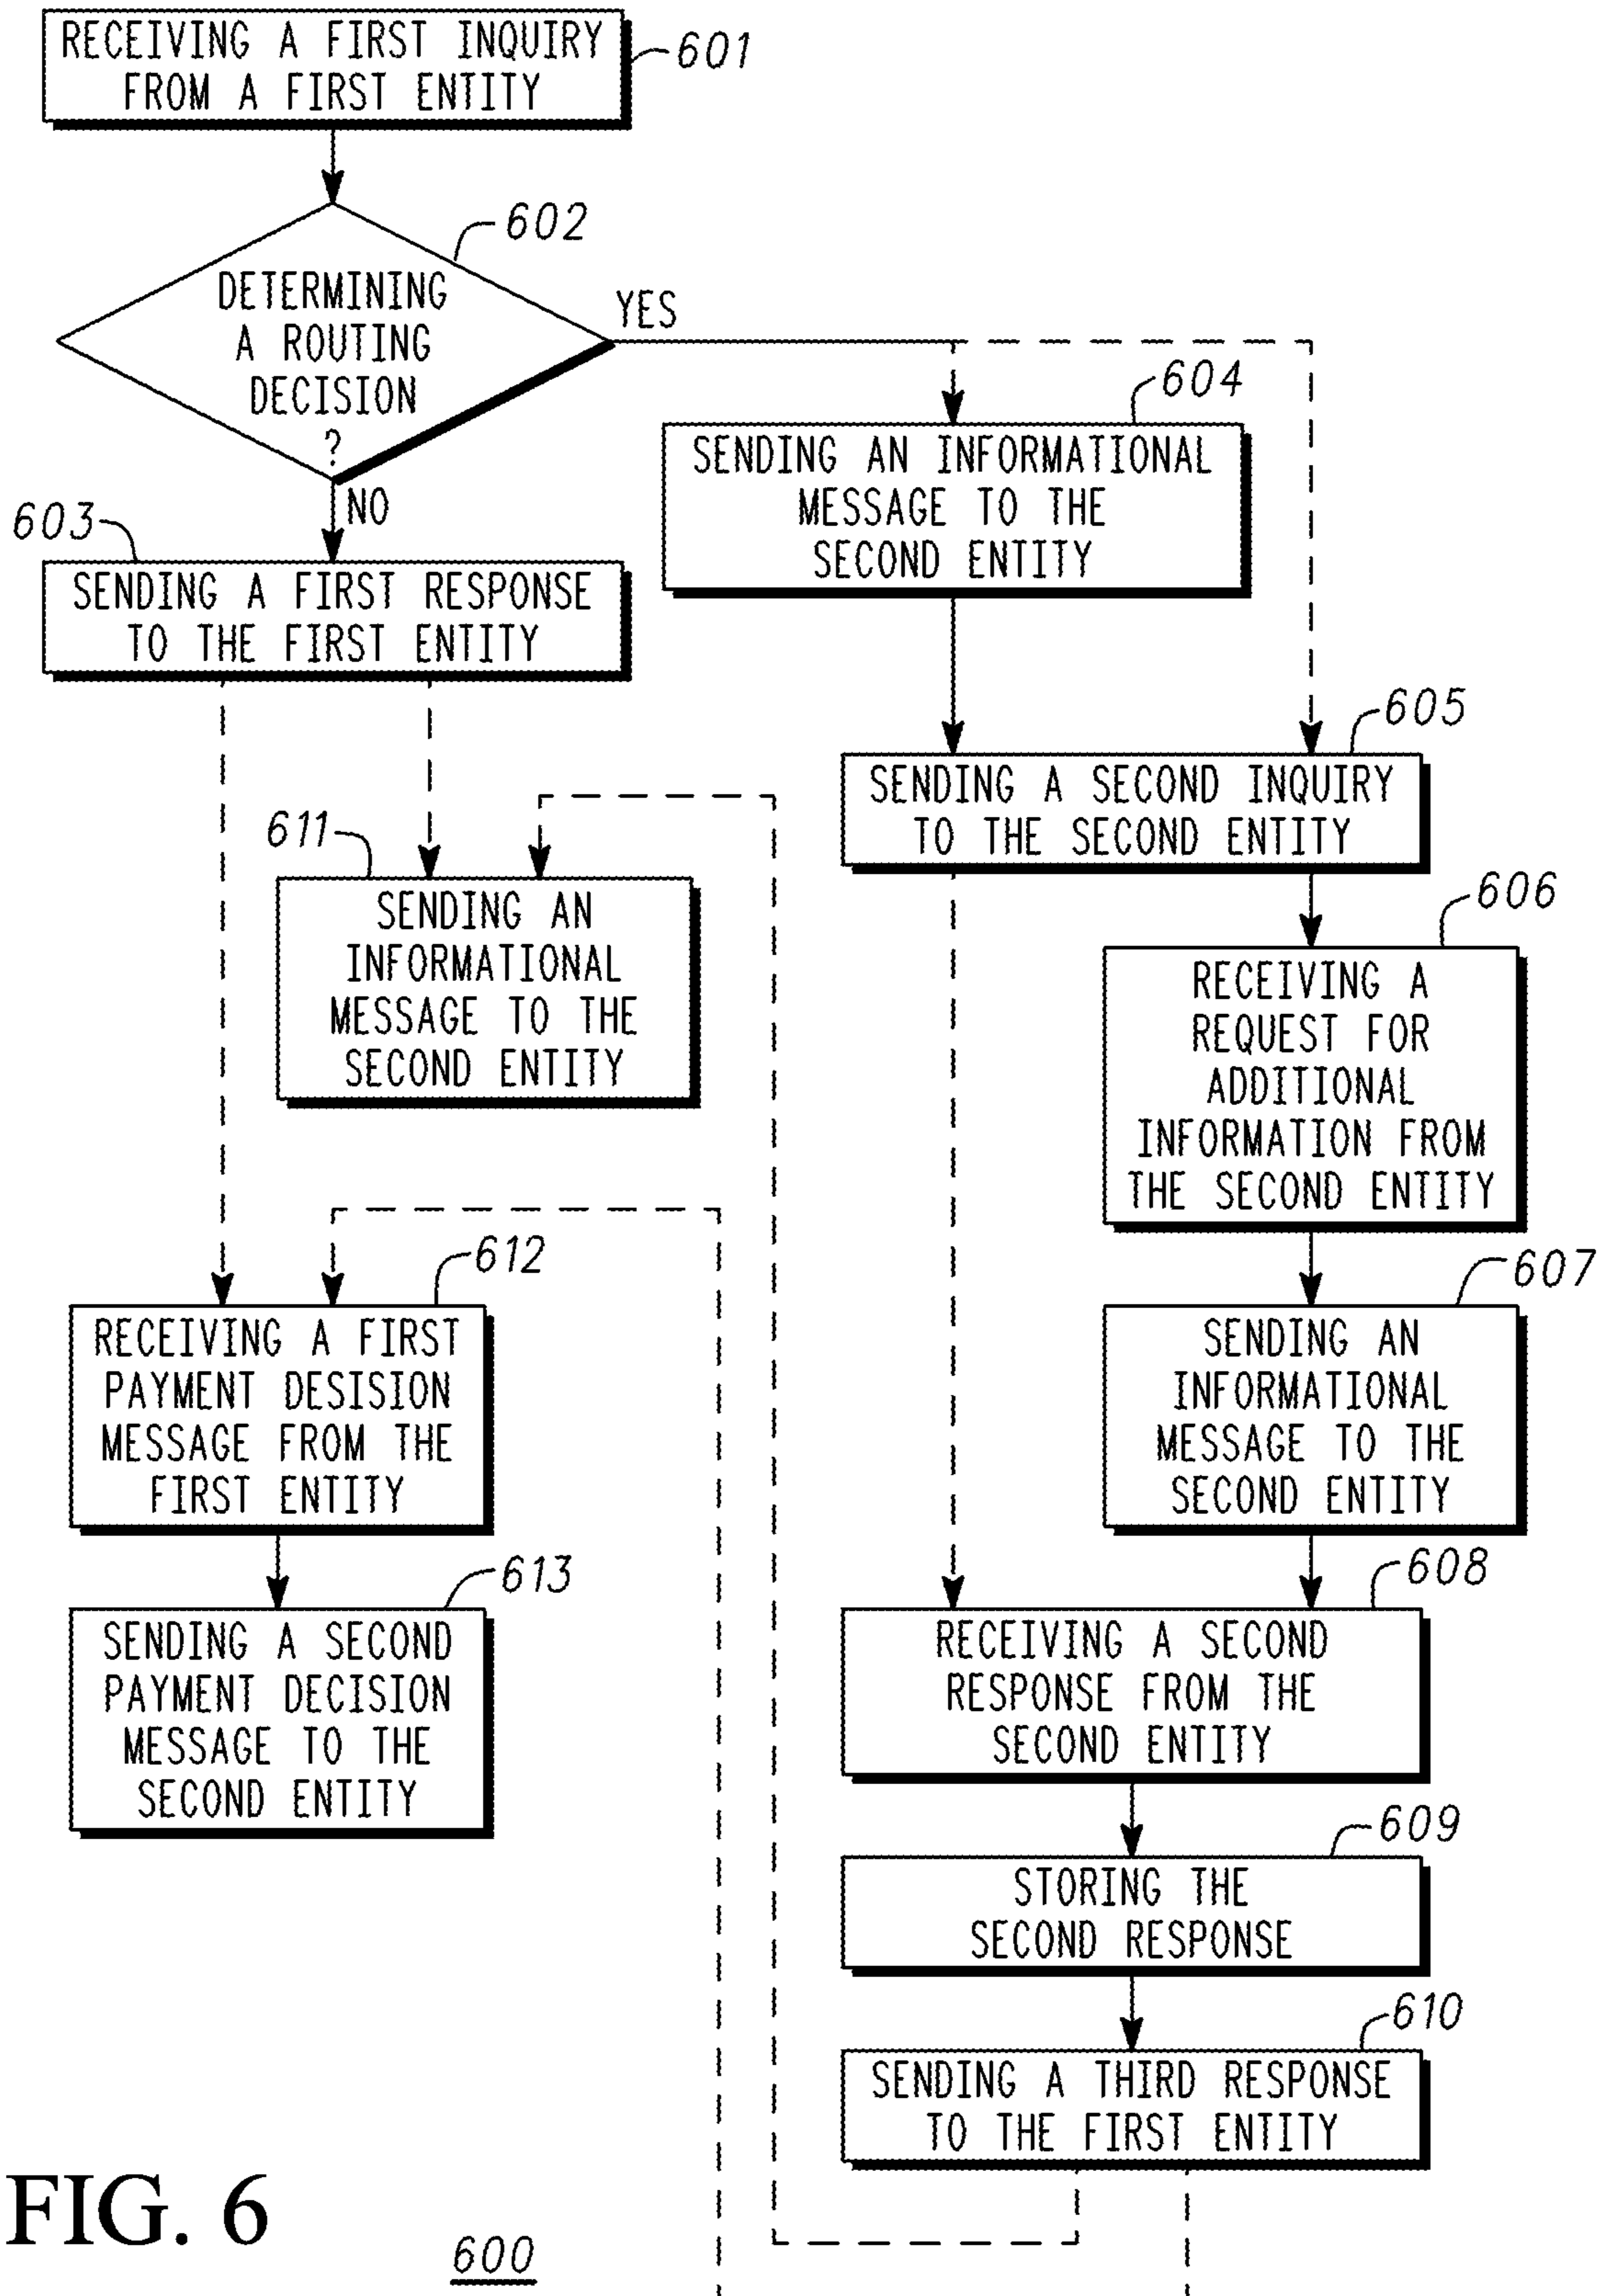 RECEIVING A FIRST INQUIRY
FROM A FIRST ENTITY
601
602
DETERMINING
A ROUTING
DECISION
?
YES
NO
603
SENDING A FIRST RESPONSE
TO THE FIRST ENTITY
604
SENDING AN INFORMATIONAL
MESSAGE TO THE
SECOND ENTITY
605
SENDING A SECOND INQUIRY
TO THE SECOND ENTITY
606
RECEIVING A
REQUEST FOR
ADDITIONAL
INFORMATION FROM
THE SECOND ENTITY
607
SENDING AN
INFORMATIONAL
MESSAGE TO THE
SECOND ENTITY
608
RECEIVING A SECOND
RESPONSE FROM THE
SECOND ENTITY
609
STORING THE
SECOND RESPONSE
610
SENDING A THIRD RESPONSE
TO THE FIRST ENTITY
611
SENDING AN
INFORMATIONAL
MESSAGE TO THE
SECOND ENTITY
612
RECEIVING A FIRST
PAYMENT DESISION
MESSAGE FROM THE
FIRST ENTITY
613
SENDING A SECOND
PAYMENT DECISION
MESSAGE TO THE
SECOND ENTITY
FIG. 6
600